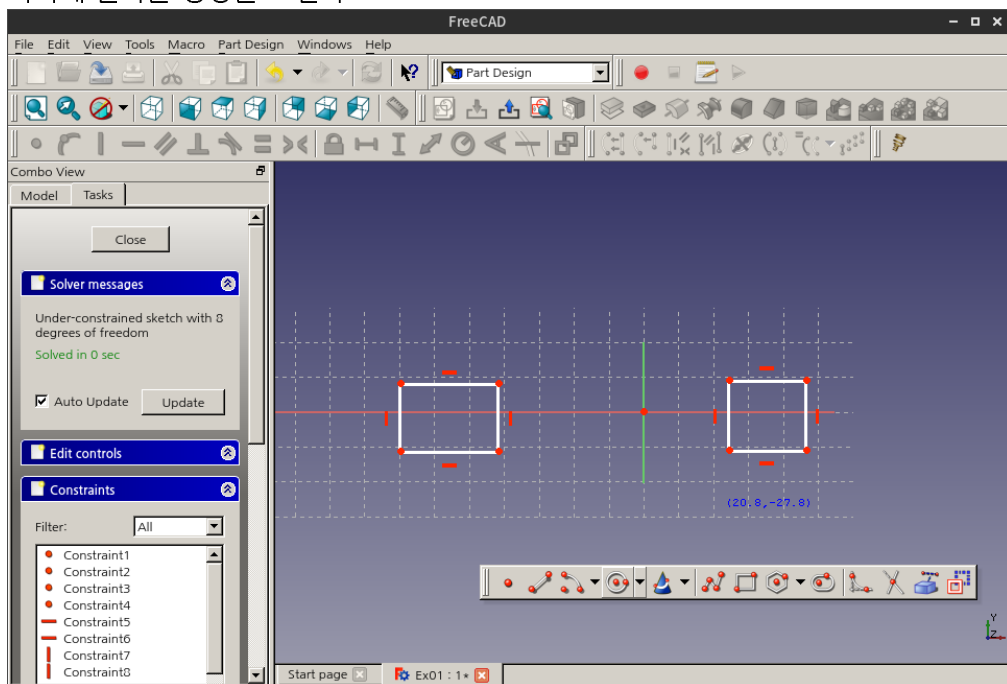 FreeCAD
File Edit View Tools Macro Part Design Windows Help
Part Design
Combo View
Model Tasks
Close
Solver messages
Under-constrained sketch with 8
degrees of freedom
Solved in 0 sec
Auto Update Update
Edit controls
Constraints
(20.8,-27.8)
Filter: All
Constraint1
Constraint2
Constraint3
Constraint4
Constraint5
Constraint6
Constraint7
Constraint8
Y
Z
Start page Ex01 : 1*